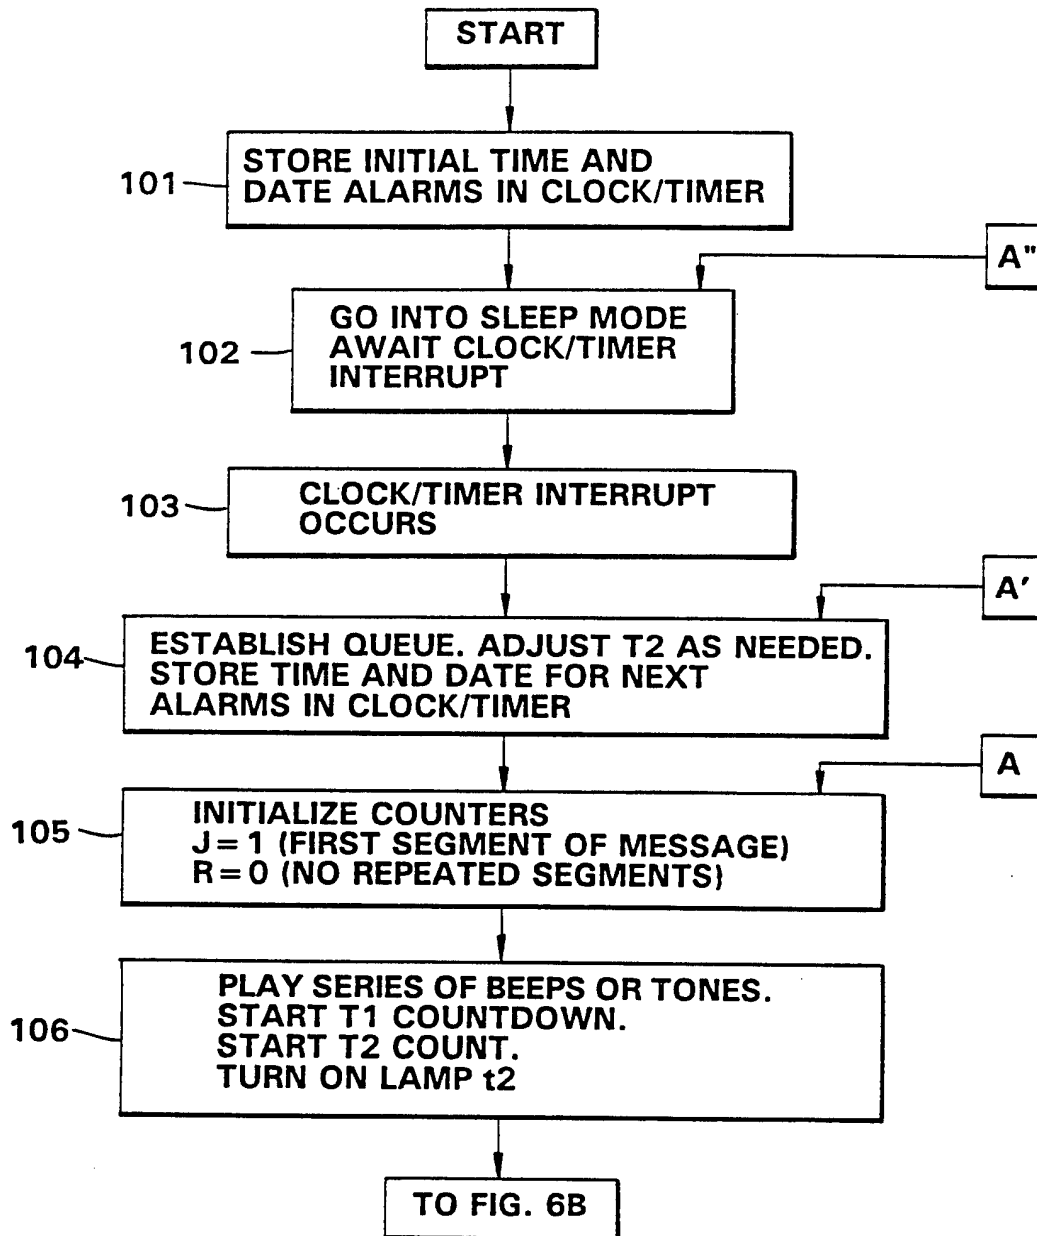 START
101
STORE INITIAL TIME AND
DATE ALARMS IN CLOCK/TIMER
A"
102
GO INTO SLEEP MODE
AWAIT CLOCK/TIMER
INTERRUPT
103
CLOCK/TIMER INTERRUPT
OCCURS
A'
104
ESTABLISH QUEUE. ADJUST T2 AS NEEDED.
STORE TIME AND DATE FOR NEXT
ALARMS IN CLOCK/TIMER
A
105
INITIALIZE COUNTERS
J=1 (FIRST SEGMENT OF MESSAGE)
R=0 (NO REPEATED SEGMENTS)
106
PLAY SERIES OF BEEPS OR TONES.
START T1 COUNTDOWN.
START T2 COUNT.
TURN ON LAMP t2
TO FIG. 6B